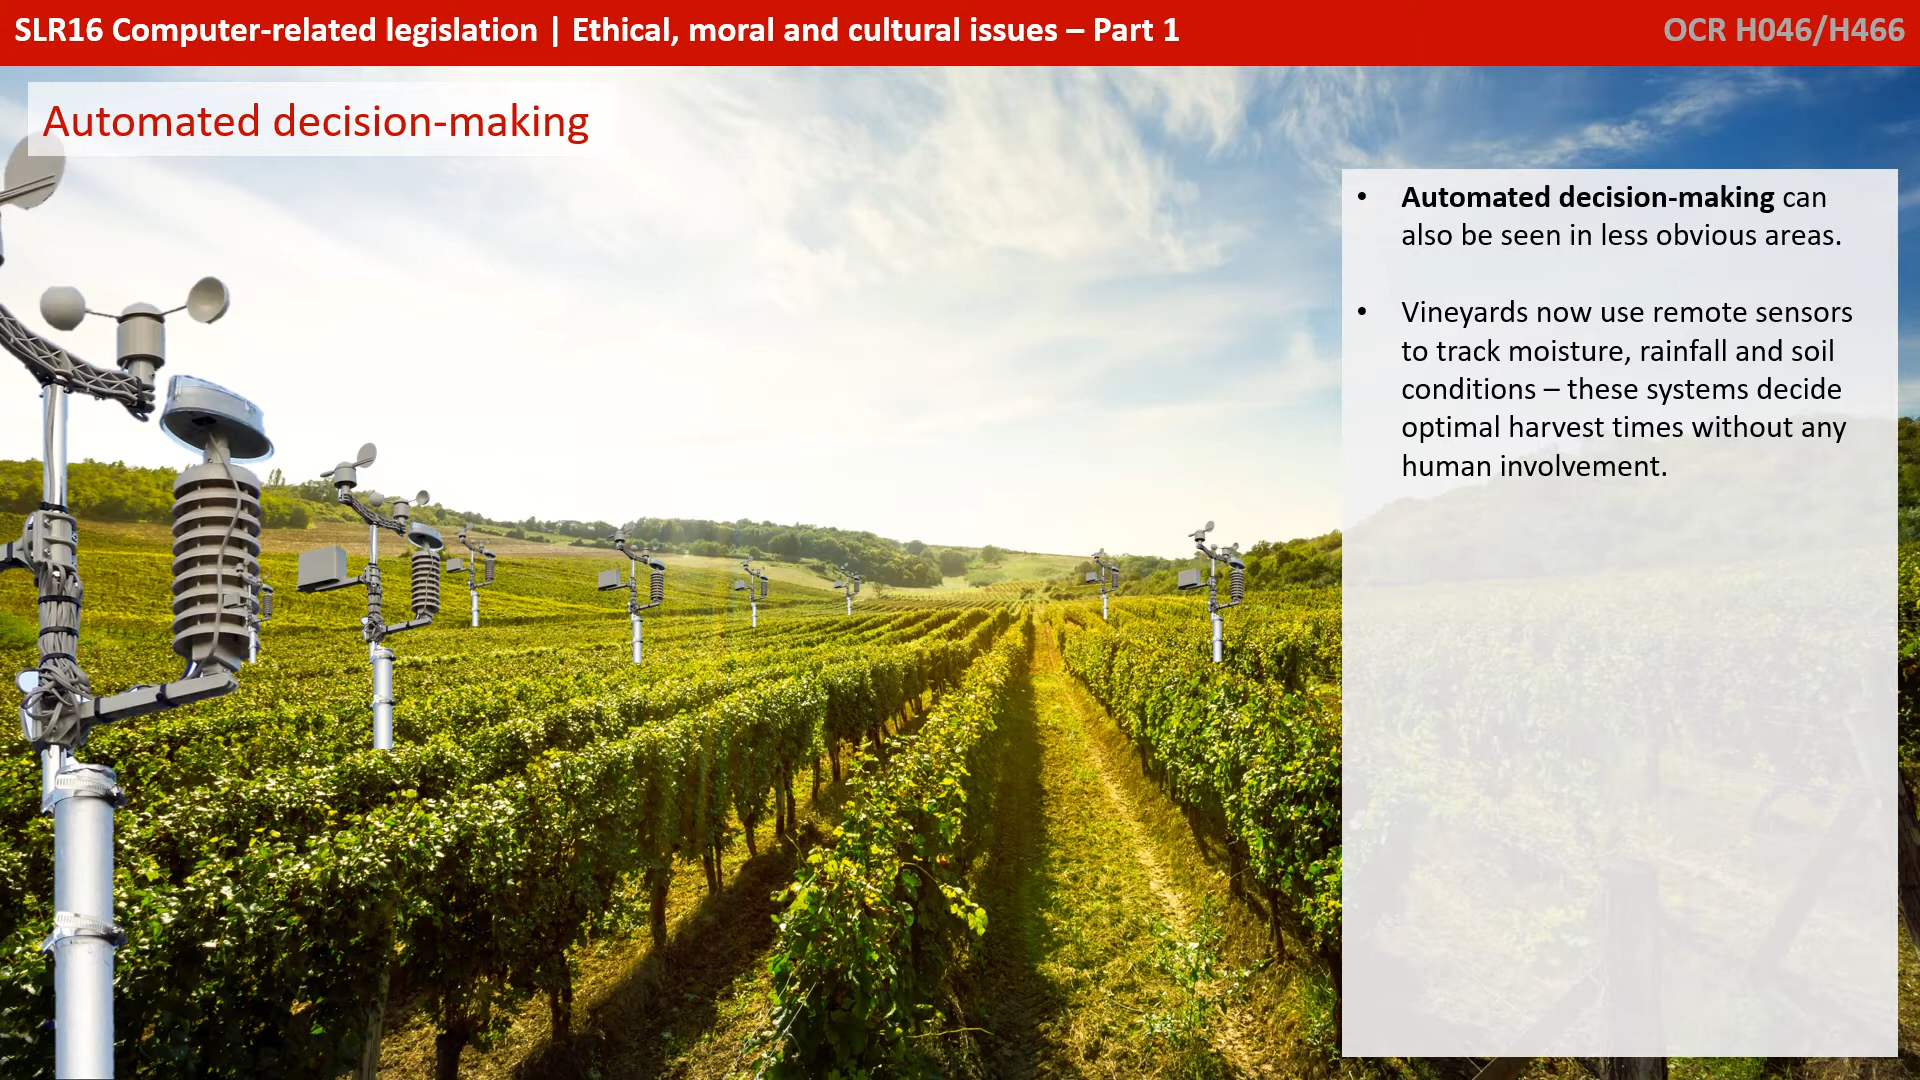 SLR16 Computer-related legislation | Ethical, moral and cultural issues – Part 1
OCR H046/H466
Automated decision-making
• Automated decision-making can
also be seen in less obvious areas.
• Vineyards now use remote sensors
to track moisture, rainfall and soil
conditions – these systems decide
optimal harvest times without any
human involvement.